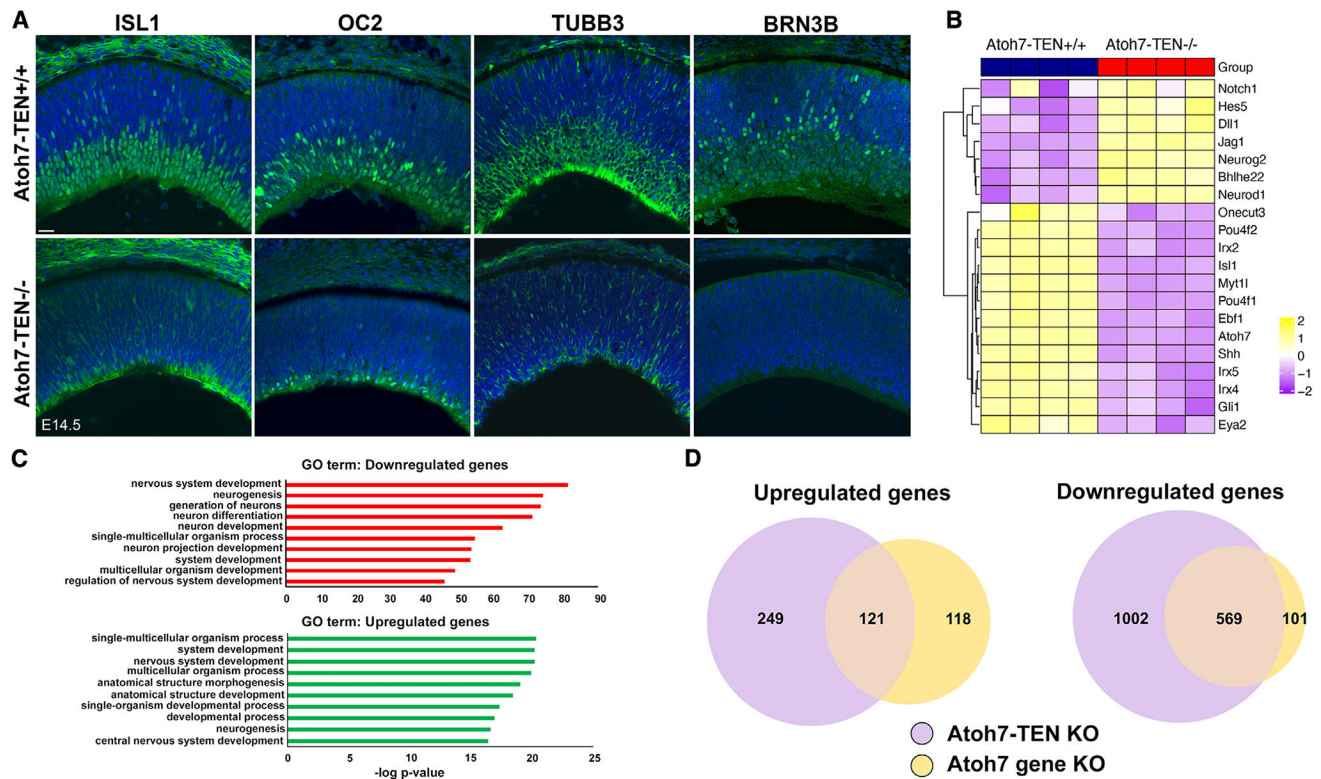 A
ISL1 OC2 TUBB3 BRN3B
Atoh7-TEN+/+
Atoh7-TEN-/-
E14.5
B
Atoh7-TEN+/+ Atoh7-TEN-/-
Group
Notch1
Hes5
Dll1
Jag1
Neurog2
Bhlhe22
Neurod1
Onecut3
Pou4f2
Irx2
Isl1
Myt1l
Pou4f1
Ebf1
Atoh7
Shh
Irx5
Irx4
Gli1
Eya2
2
1
0
−1
−2
C
GO term: Downregulated genes
nervous system development
neurogenesis
generation of neurons
neuron differentiation
neuron development
single-multicellular organism process
neuron projection development
system development
multicellular organism development
regulation of nervous system development
0 10 20 30 40 50 60 70 80 90
GO term: Upregulated genes
single-multicellular organism process
system development
nervous system development
multicellular organism process
anatomical structure morphogenesis
anatomical structure development
single-organism developmental process
developmental process
neurogenesis
central nervous system development
0 5 10 15 20 25
-log p-value
D
Upregulated genes Downregulated genes
249 121 118 1002 569 101
Atoh7-TEN KO
Atoh7 gene KO